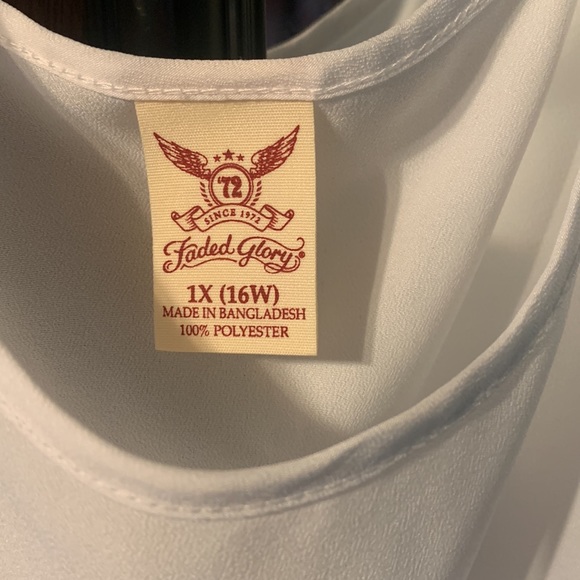 '72
SINCE 1972
Faded Glory®
1X (16W)
MADE IN BANGLADESH
100% POLYESTER